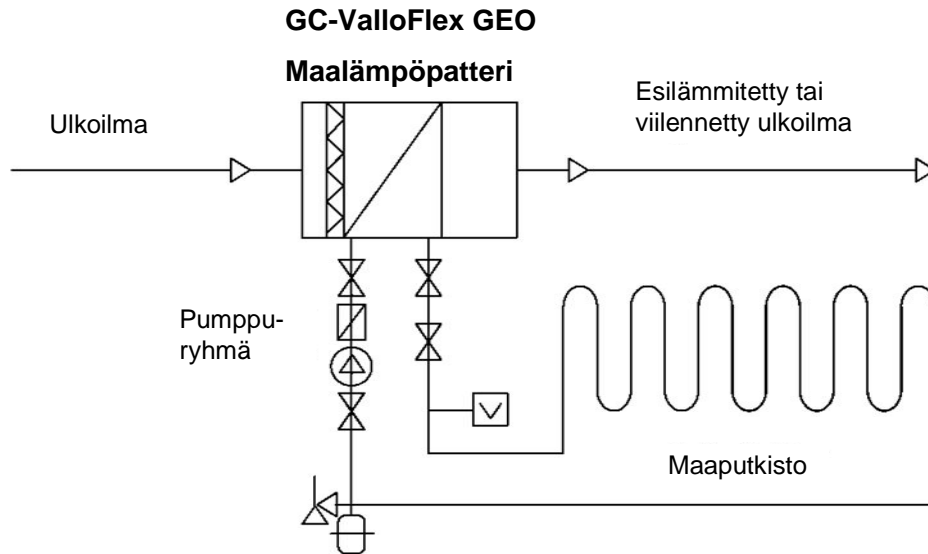 GC-ValloFlex GEO
Maalämpöpatteri
Ulkoilma
Esilämmitetty tai
viilennetty ulkoilma
Pumppu-
ryhmä
Maaputkisto